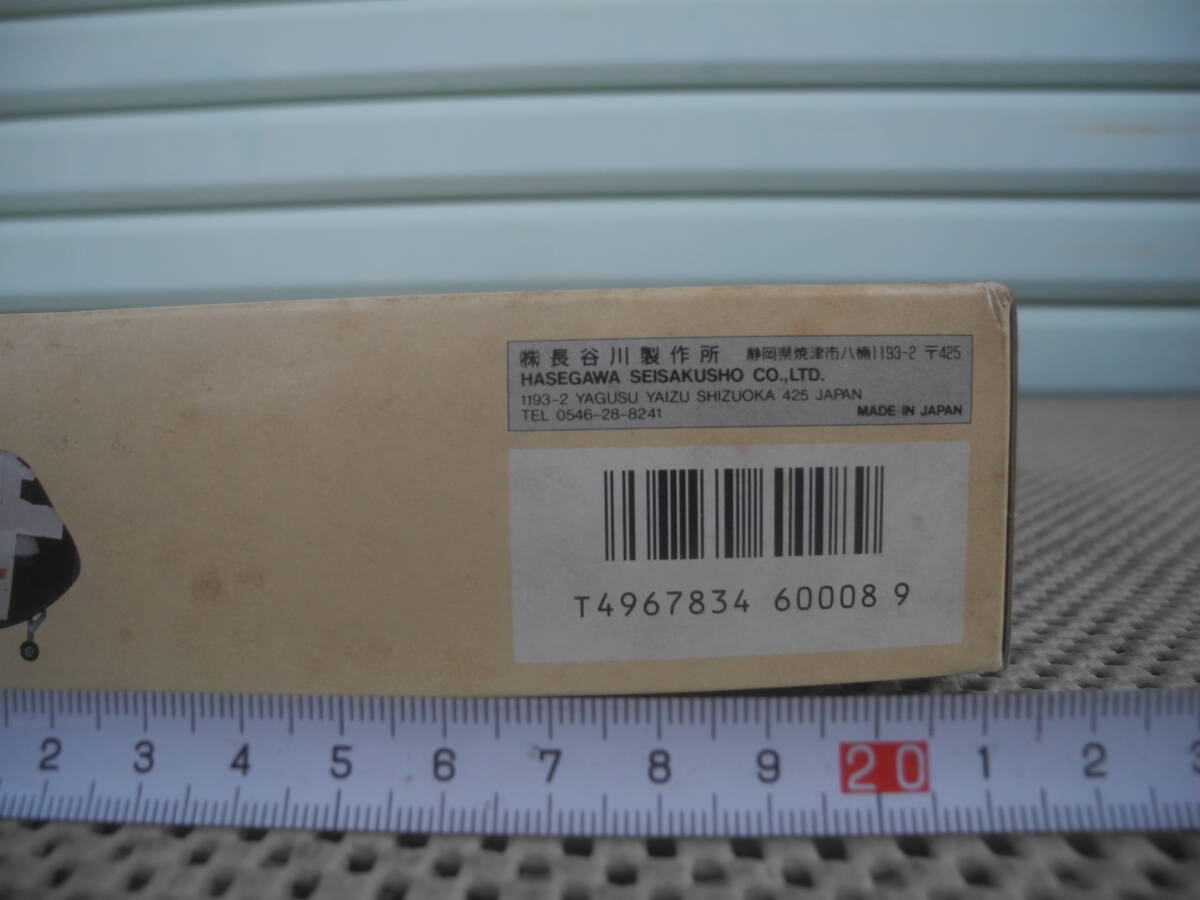 ㈱長谷川製作所 静岡県焼津市八楠1193-2 〒425
HASEGAWA SEISAKUSHO CO.,LTD.
1193-2 YAGUSU YAIZU SHIZUOKA 425 JAPAN
TEL 0546-28-8241 MADE IN JAPAN
T4967834 60008 9
2 3 4 5 6 7 8 9 20 1 2 3